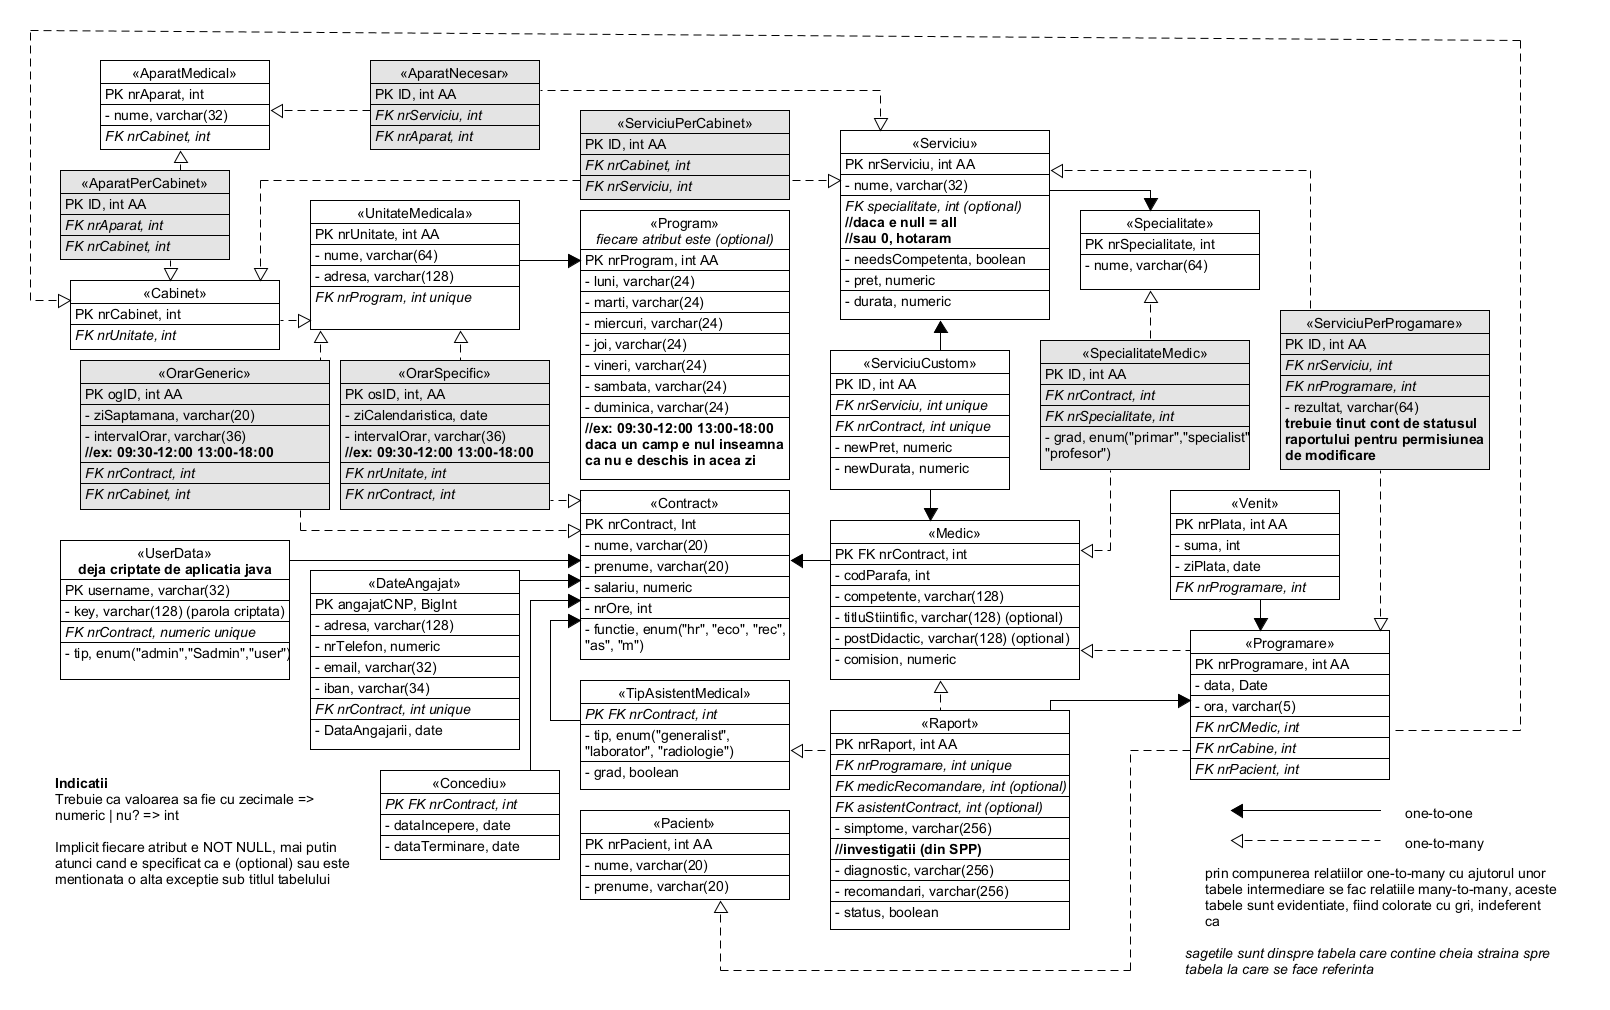 «AparatMedical»
PK nrAparat, int
- nume, varchar(32)
FK nrCabinet, int
«AparatNecesar»
PK ID, int AA
FK nrServiciu, int
FK nrAparat, int
«ServiciuPerCabinet»
PK ID, int AA
FK nrCabinet, int
FK nrServiciu, int
«Serviciu»
PK nrServiciu, int AA
- nume, varchar(32)
FK specialitate, int (optional)
//daca e null = all
//sau 0, hotaram
- needsCompetenta, boolean
- pret, numeric
- durata, numeric
«AparatPerCabinet»
PK ID, int AA
FK nrAparat, int
FK nrCabinet, int
«UnitateMedicala»
PK nrUnitate, int AA
- nume, varchar(64)
- adresa, varchar(128)
FK nrProgram, int unique
«Program»
fiecare atribut este (optional)
PK nrProgram, int AA
- luni, varchar(24)
- marti, varchar(24)
- miercuri, varchar(24)
- joi, varchar(24)
- vineri, varchar(24)
- sambata, varchar(24)
- duminica, varchar(24)
//ex: 09:30-12:00 13:00-18:00
daca un camp e nul inseamna
ca nu e deschis in acea zi
«Specialitate»
PK nrSpecialitate, int
- nume, varchar(64)
«Cabinet»
PK nrCabinet, int
FK nrUnitate, int
«OrarGeneric»
PK ogID, int AA
- ziSaptamana, varchar(20)
- intervalOrar, varchar(36)
//ex: 09:30-12:00 13:00-18:00
FK nrContract, int
FK nrCabinet, int
«OrarSpecific»
PK osID, int, AA
- ziCalendaristica, date
- intervalOrar, varchar(36)
//ex: 09:30-12:00 13:00-18:00
FK nrUnitate, int
FK nrContract, int
«ServiciuCustom»
PK ID, int AA
FK nrServiciu, int unique
FK nrContract, int unique
- newPret, numeric
- newDurata, numeric
«SpecialitateMedic»
PK ID, int AA
FK nrContract, int
FK nrSpecialitate, int
- grad, enum("primar","specialist"
"profesor")
«ServiciuPerProgamare»
PK ID, int AA
FK nrServiciu, int
FK nrProgramare, int
- rezultat, varchar(64)
trebuie tinut cont de statusul
raportului pentru permisiunea
de modificare
«UserData»
deja criptate de aplicatia java
PK username, varchar(32)
- key, varchar(128) (parola criptata)
FK nrContract, numeric unique
- tip, enum("admin","Sadmin","user")
«DateAngajat»
PK angajatCNP, BigInt
- adresa, varchar(128)
- nrTelefon, numeric
- email, varchar(32)
- iban, varchar(34)
FK nrContract, int unique
- DataAngajarii, date
«Contract»
PK nrContract, Int
- nume, varchar(20)
- prenume, varchar(20)
- salariu, numeric
- nrOre, int
- functie, enum("hr", "eco", "rec",
"as", "m")
«Medic»
PK FK nrContract, int
- codParafa, int
- competente, varchar(128)
- titluStiintific, varchar(128) (optional)
- postDidactic, varchar(128) (optional)
- comision, numeric
«Venit»
PK nrPlata, int AA
- suma, int
- ziPlata, date
FK nrProgramare, int
«Programare»
PK nrProgramare, int AA
- data, Date
- ora, varchar(5)
FK nrCMedic, int
FK nrCabine, int
FK nrPacient, int
«TipAsistentMedical»
PK FK nrContract, int
- tip, enum("generalist",
"laborator", "radiologie")
- grad, boolean
«Raport»
PK nrRaport, int AA
FK nrProgramare, int unique
FK medicRecomandare, int (optional)
FK asistentContract, int (optional)
- simptome, varchar(256)
//investigatii (din SPP)
- diagnostic, varchar(256)
- recomandari, varchar(256)
- status, boolean
«Concediu»
PK FK nrContract, int
- dataIncepere, date
- dataTerminare, date
«Pacient»
PK nrPacient, int AA
- nume, varchar(20)
- prenume, varchar(20)
Indicatii
Trebuie ca valoarea sa fie cu zecimale =>
numeric | nu? => int
Implicit fiecare atribut e NOT NULL, mai putin
atunci cand e specificat ca e (optional) sau este
mentionata o alta exceptie sub titlul tabelului
one-to-one
one-to-many
prin compunerea relatiilor one-to-many cu ajutorul unor
tabele intermediare se fac relatiile many-to-many, aceste
tabele sunt evidentiate, fiind colorate cu gri, indeferent
ca
sagetile sunt dinspre tabela care contine cheia straina spre
tabela la care se face referinta